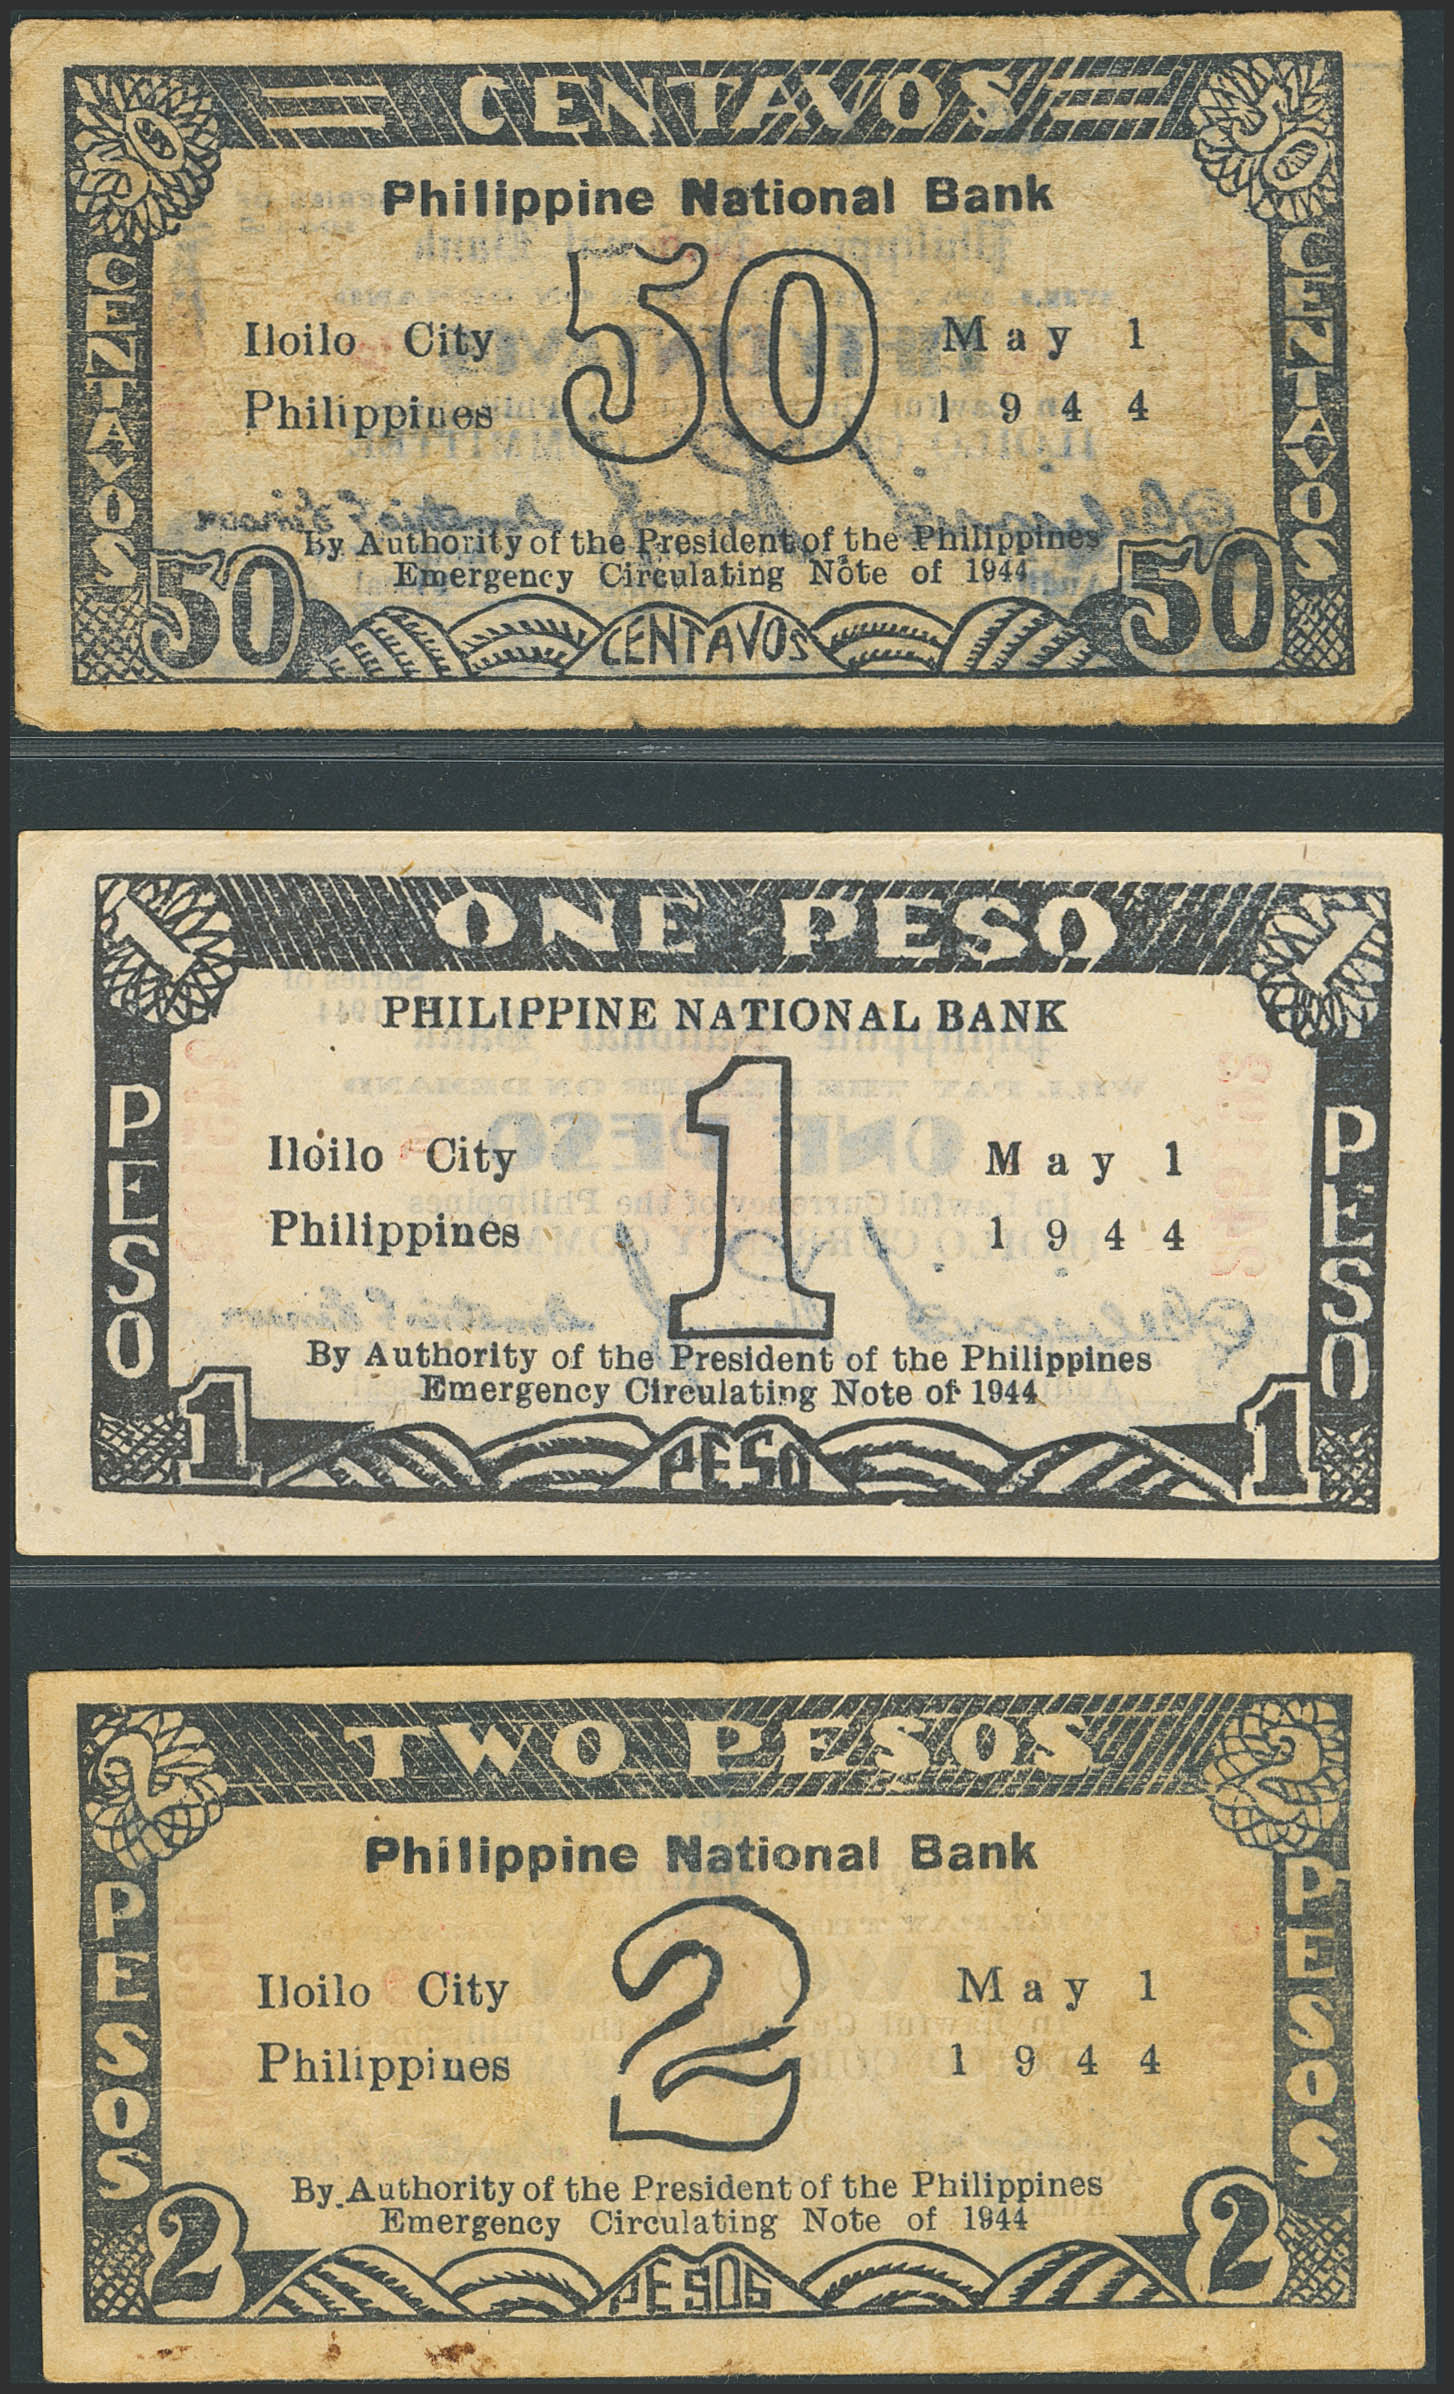 50 CENTAVOS 50
Philippine National Bank
50
Iloilo City May 1
Philippines 1944
CENTAVOS
CENTAVOS
By Authority of the President of the Philippines
Emergency Circulating Note of 1944
50 CENTAVOS 50
1 ONE PESO 1
PHILIPPINE NATIONAL BANK
1
Iloilo City May 1
Philippines 1944
PESO
PESO
By Authority of the President of the Philippines
Emergency Circulating Note of 1944
1 PESO 1
2 TWO PESOS 2
Philippine National Bank
2
Iloilo City May 1
Philippines 1944
PESOS
PESOS
By Authority of the President of the Philippines
Emergency Circulating Note of 1944
2 PESOS 2